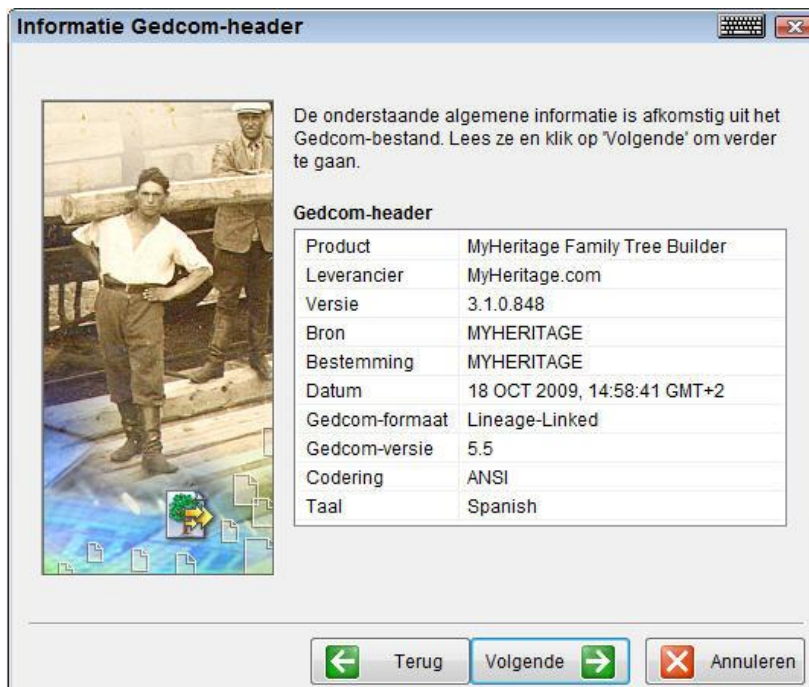 Informatie Gedcom-header
De onderstaande algemene informatie is afkomstig uit het
Gedcom-bestand. Lees ze en klik op 'Volgende' om verder
te gaan.
Gedcom-header
Product MyHeritage Family Tree Builder
Leverancier MyHeritage.com
Versie 3.1.0.848
Bron MYHERITAGE
Bestemming MYHERITAGE
Datum 18 OCT 2009, 14:58:41 GMT+2
Gedcom-formaat Lineage-Linked
Gedcom-versie 5.5
Codering ANSI
Taal Spanish
Terug Volgende Annuleren